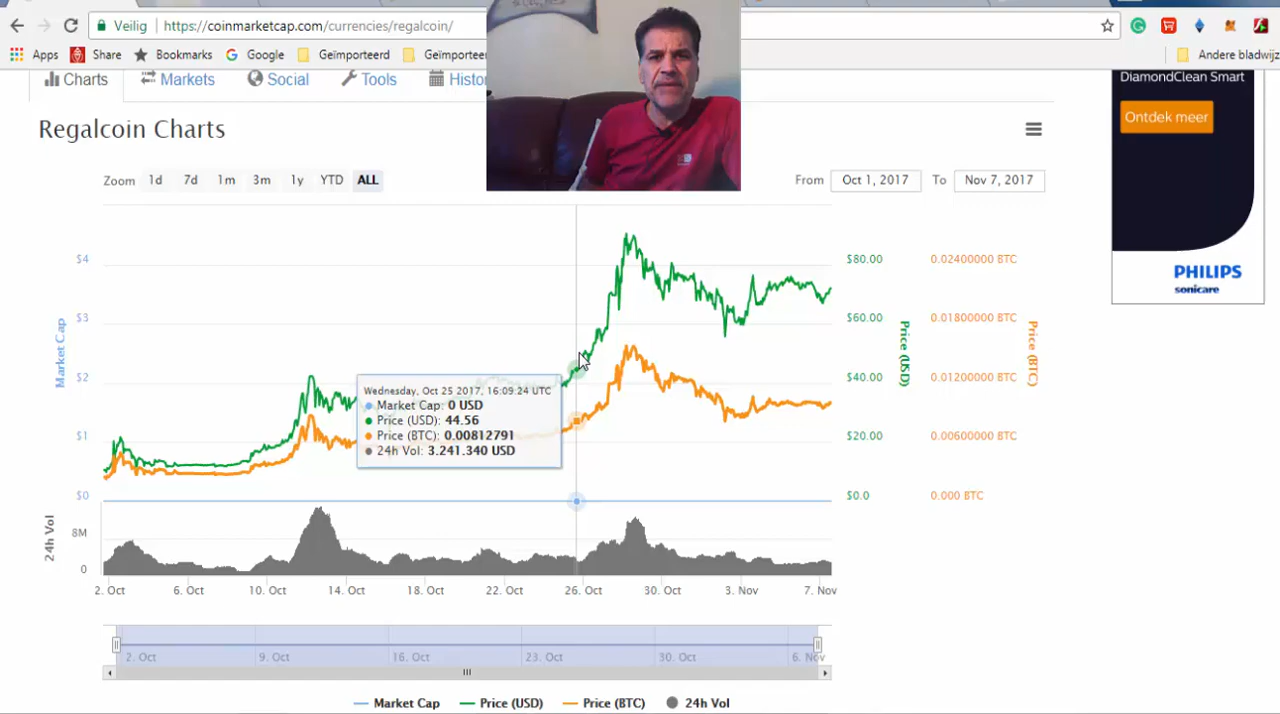 Veilig https://coinmarketcap.com/currencies/regalcoin/
Apps Share Bookmarks Google Geïmporteerd Andere bladwijz
Charts Markets Social Tools
DiamondClean Smart
Ontdek meer
Regalcoin Charts
Zoom 1d 7d 1m 3m 1y YTD ALL From Oct 1, 2017 To Nov 7, 2017
$4 $80.00 0.02400000 BTC
PHILIPS
sonicare
$3 $60.00 0.01800000 BTC
Market Cap Price (USD) Price (BTC)
$2 $40.00 0.01200000 BTC
Wednesday, Oct 25 2017, 16:09:24 UTC
Market Cap: 0 USD
Price (USD): 44.56
Price (BTC): 0.00812791
24h Vol: 3.241.340 USD
$1 $20.00 0.00600000 BTC
$0 $0.0 0.000 BTC
24h Vol
8M
0
2. Oct 6. Oct 10. Oct 14. Oct 18. Oct 22. Oct 26. Oct 30. Oct 3. Nov 7. Nov
2. Oct 9. Oct 16. Oct 23. Oct 30. Oct 6. Nov
Market Cap Price (USD) Price (BTC) 24h Vol